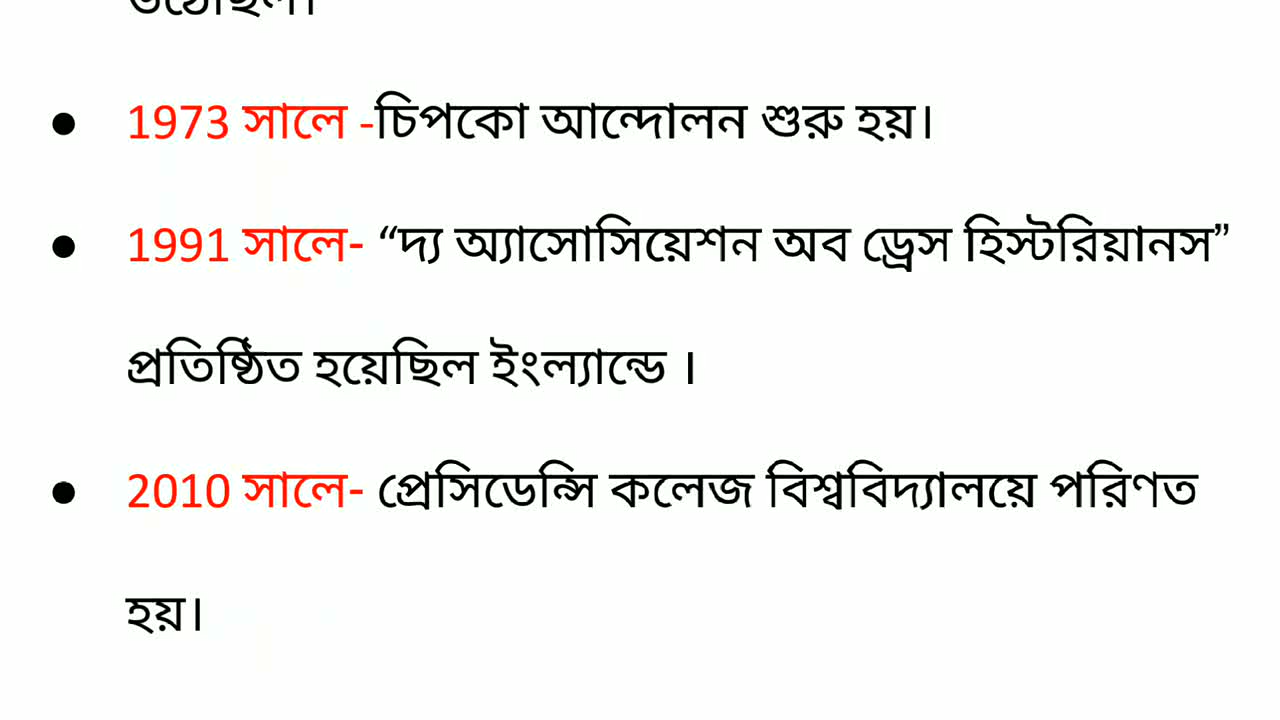 ● 1973 সালে -চিপকো আন্দোলন শুরু হয়।
● 1991 সালে- “দ্য অ্যাসোসিয়েশন অব ড্রেস হিস্টরিয়ানস”
প্রতিষ্ঠিত হয়েছিল ইংল্যান্ডে ।
● 2010 সালে- প্রেসিডেন্সি কলেজ বিশ্ববিদ্যালয়ে পরিণত
হয়।